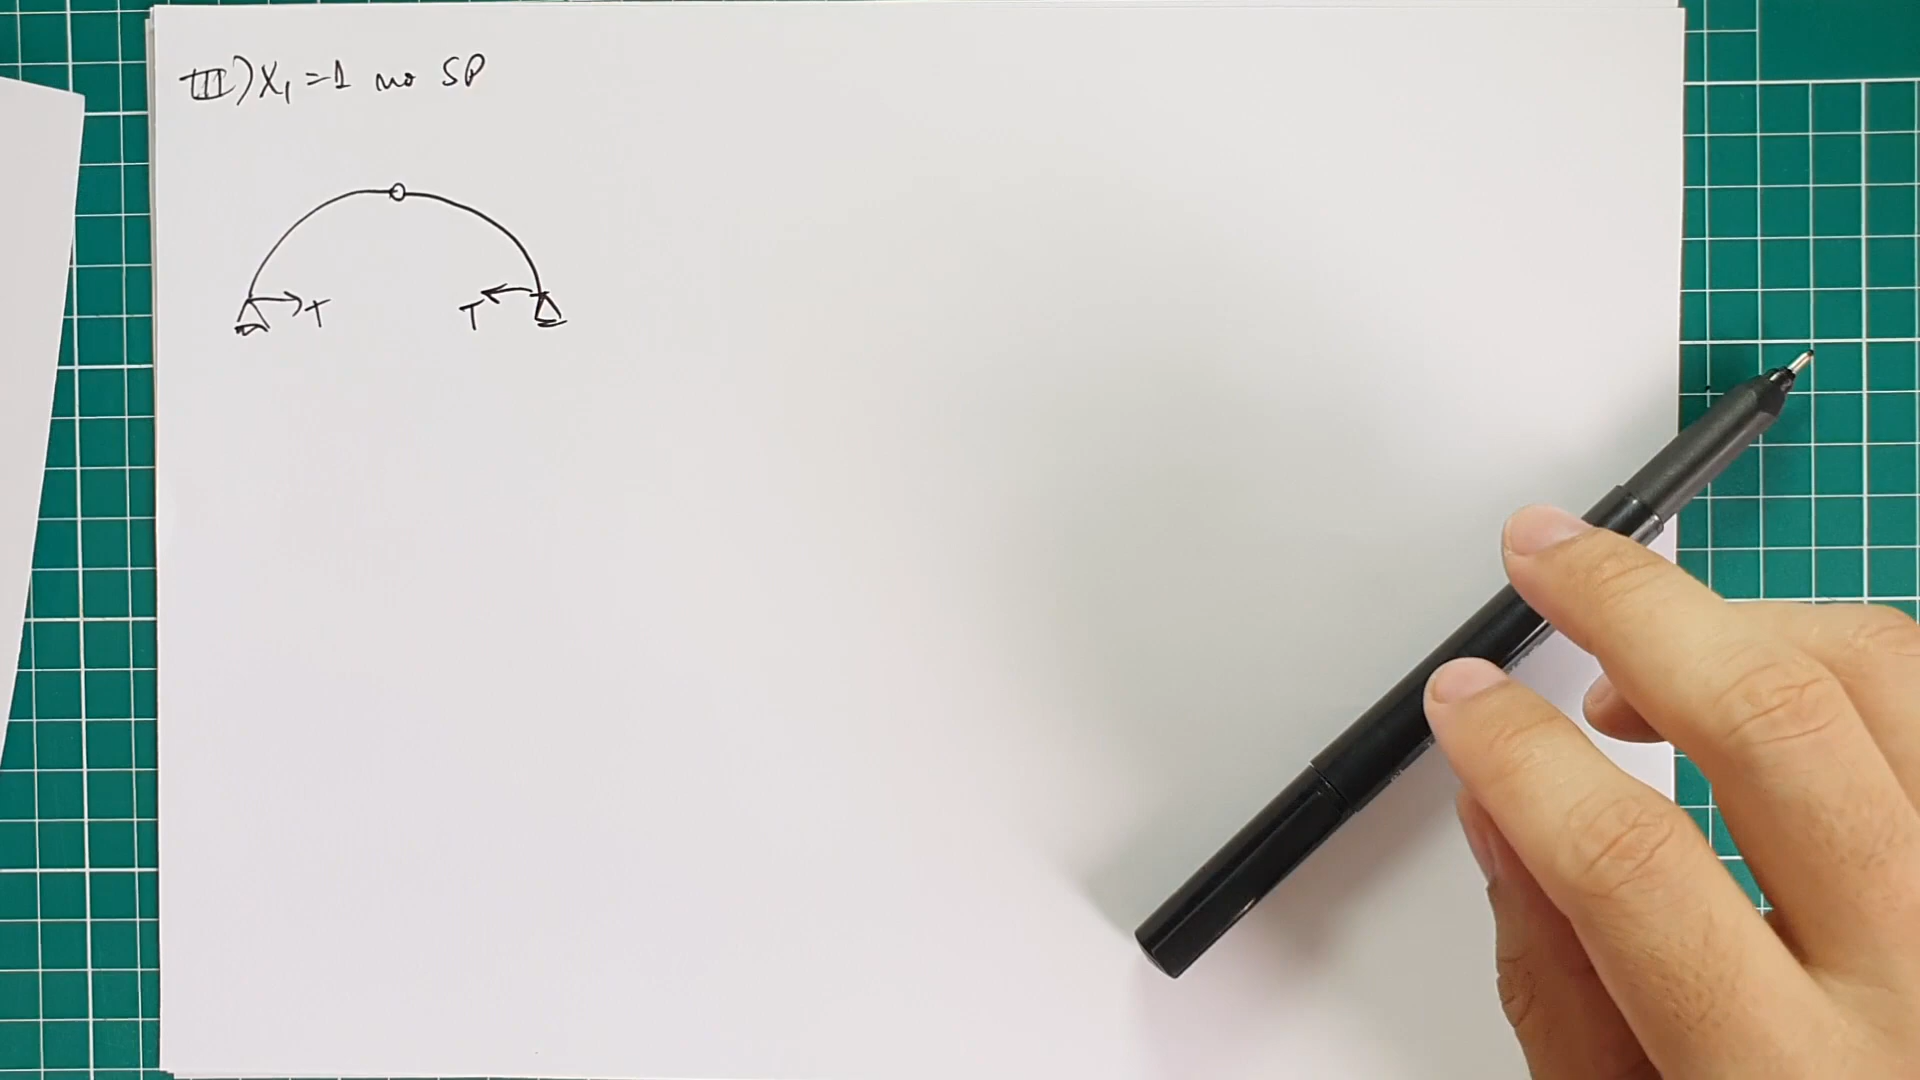 III) X₁ = 1 no SP
T T